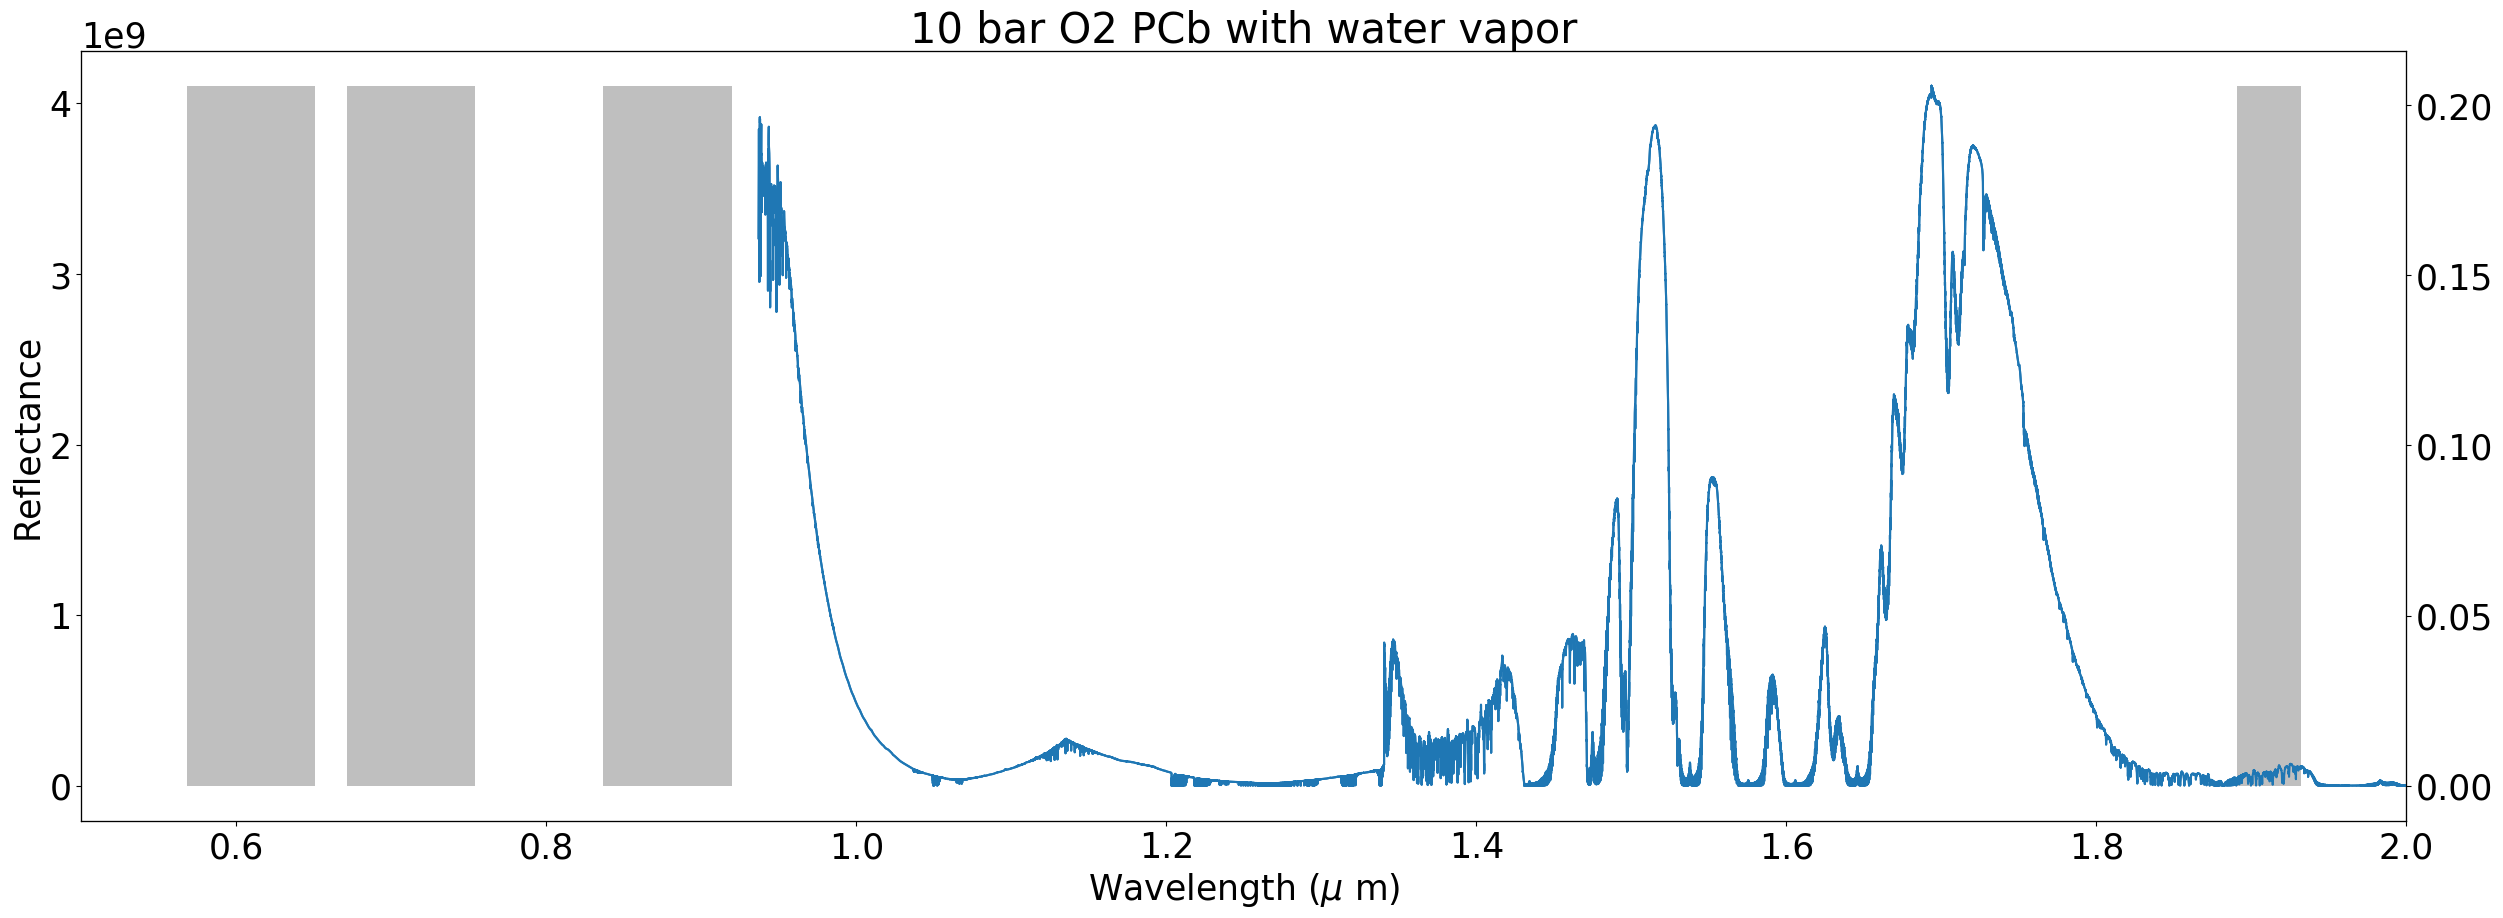 10 bar O2 PCb with water vapor
1e9
4
3
2
1
0
Reflectance
0.20
0.15
0.10
0.05
0.00
0.6 0.8 1.0 1.2 1.4 1.6 1.8 2.0
Wavelength (μ m)